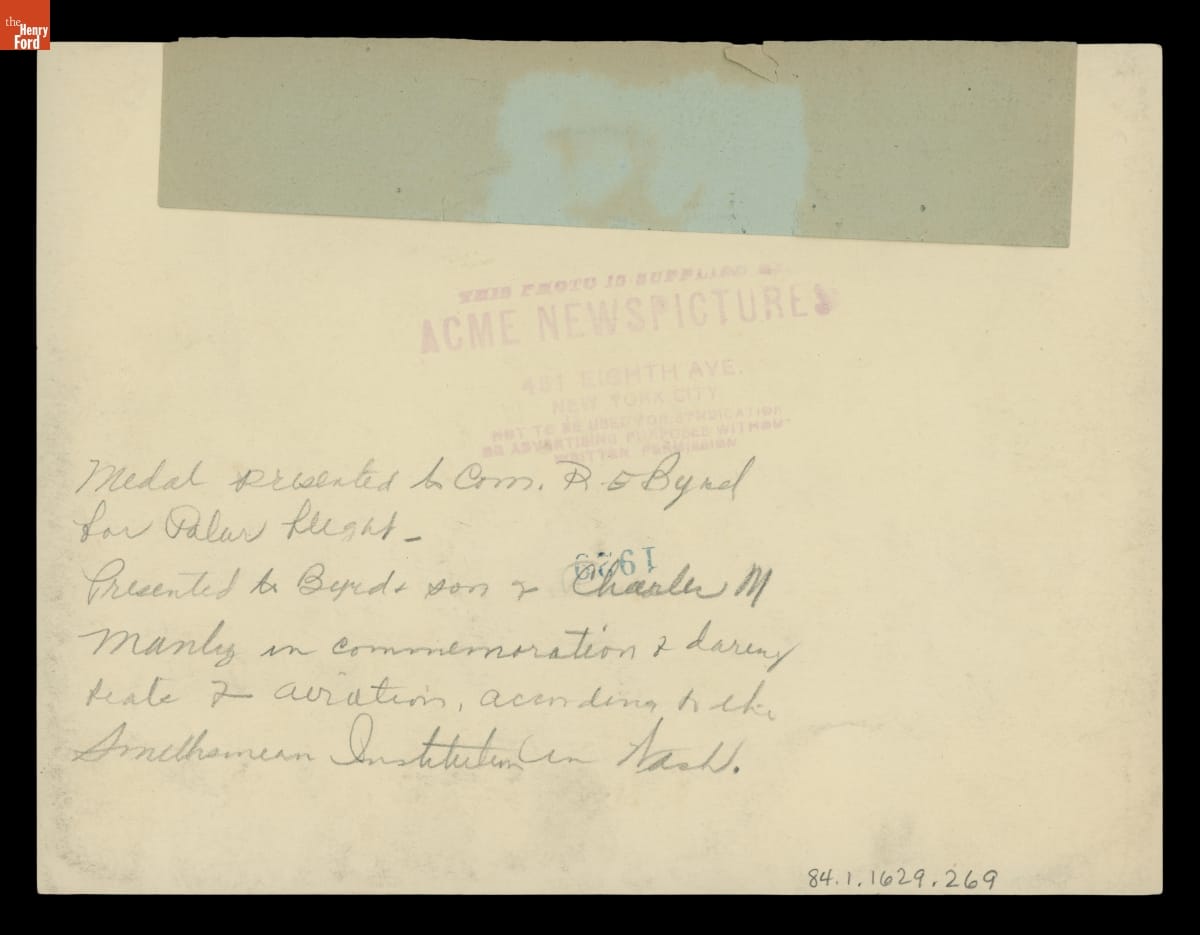 the
Henry
Ford
THIS PHOTO IS SUPPLIED BY
ACME NEWSPICTURES
461 EIGHTH AVE.
NEW YORK CITY
NOT TO BE USED FOR SYNDICATION
OR ADVERTISING PURPOSES WITHOUT
WRITTEN PERMISSION
Medal presented to Com. R. E Byrd
for Polar flight -
Presented to Byrds son &
Charles M
Manly in commemoration of daring
feats of aviation, according to the
Smithsonean Institution in Wash.
84.1.1629.269